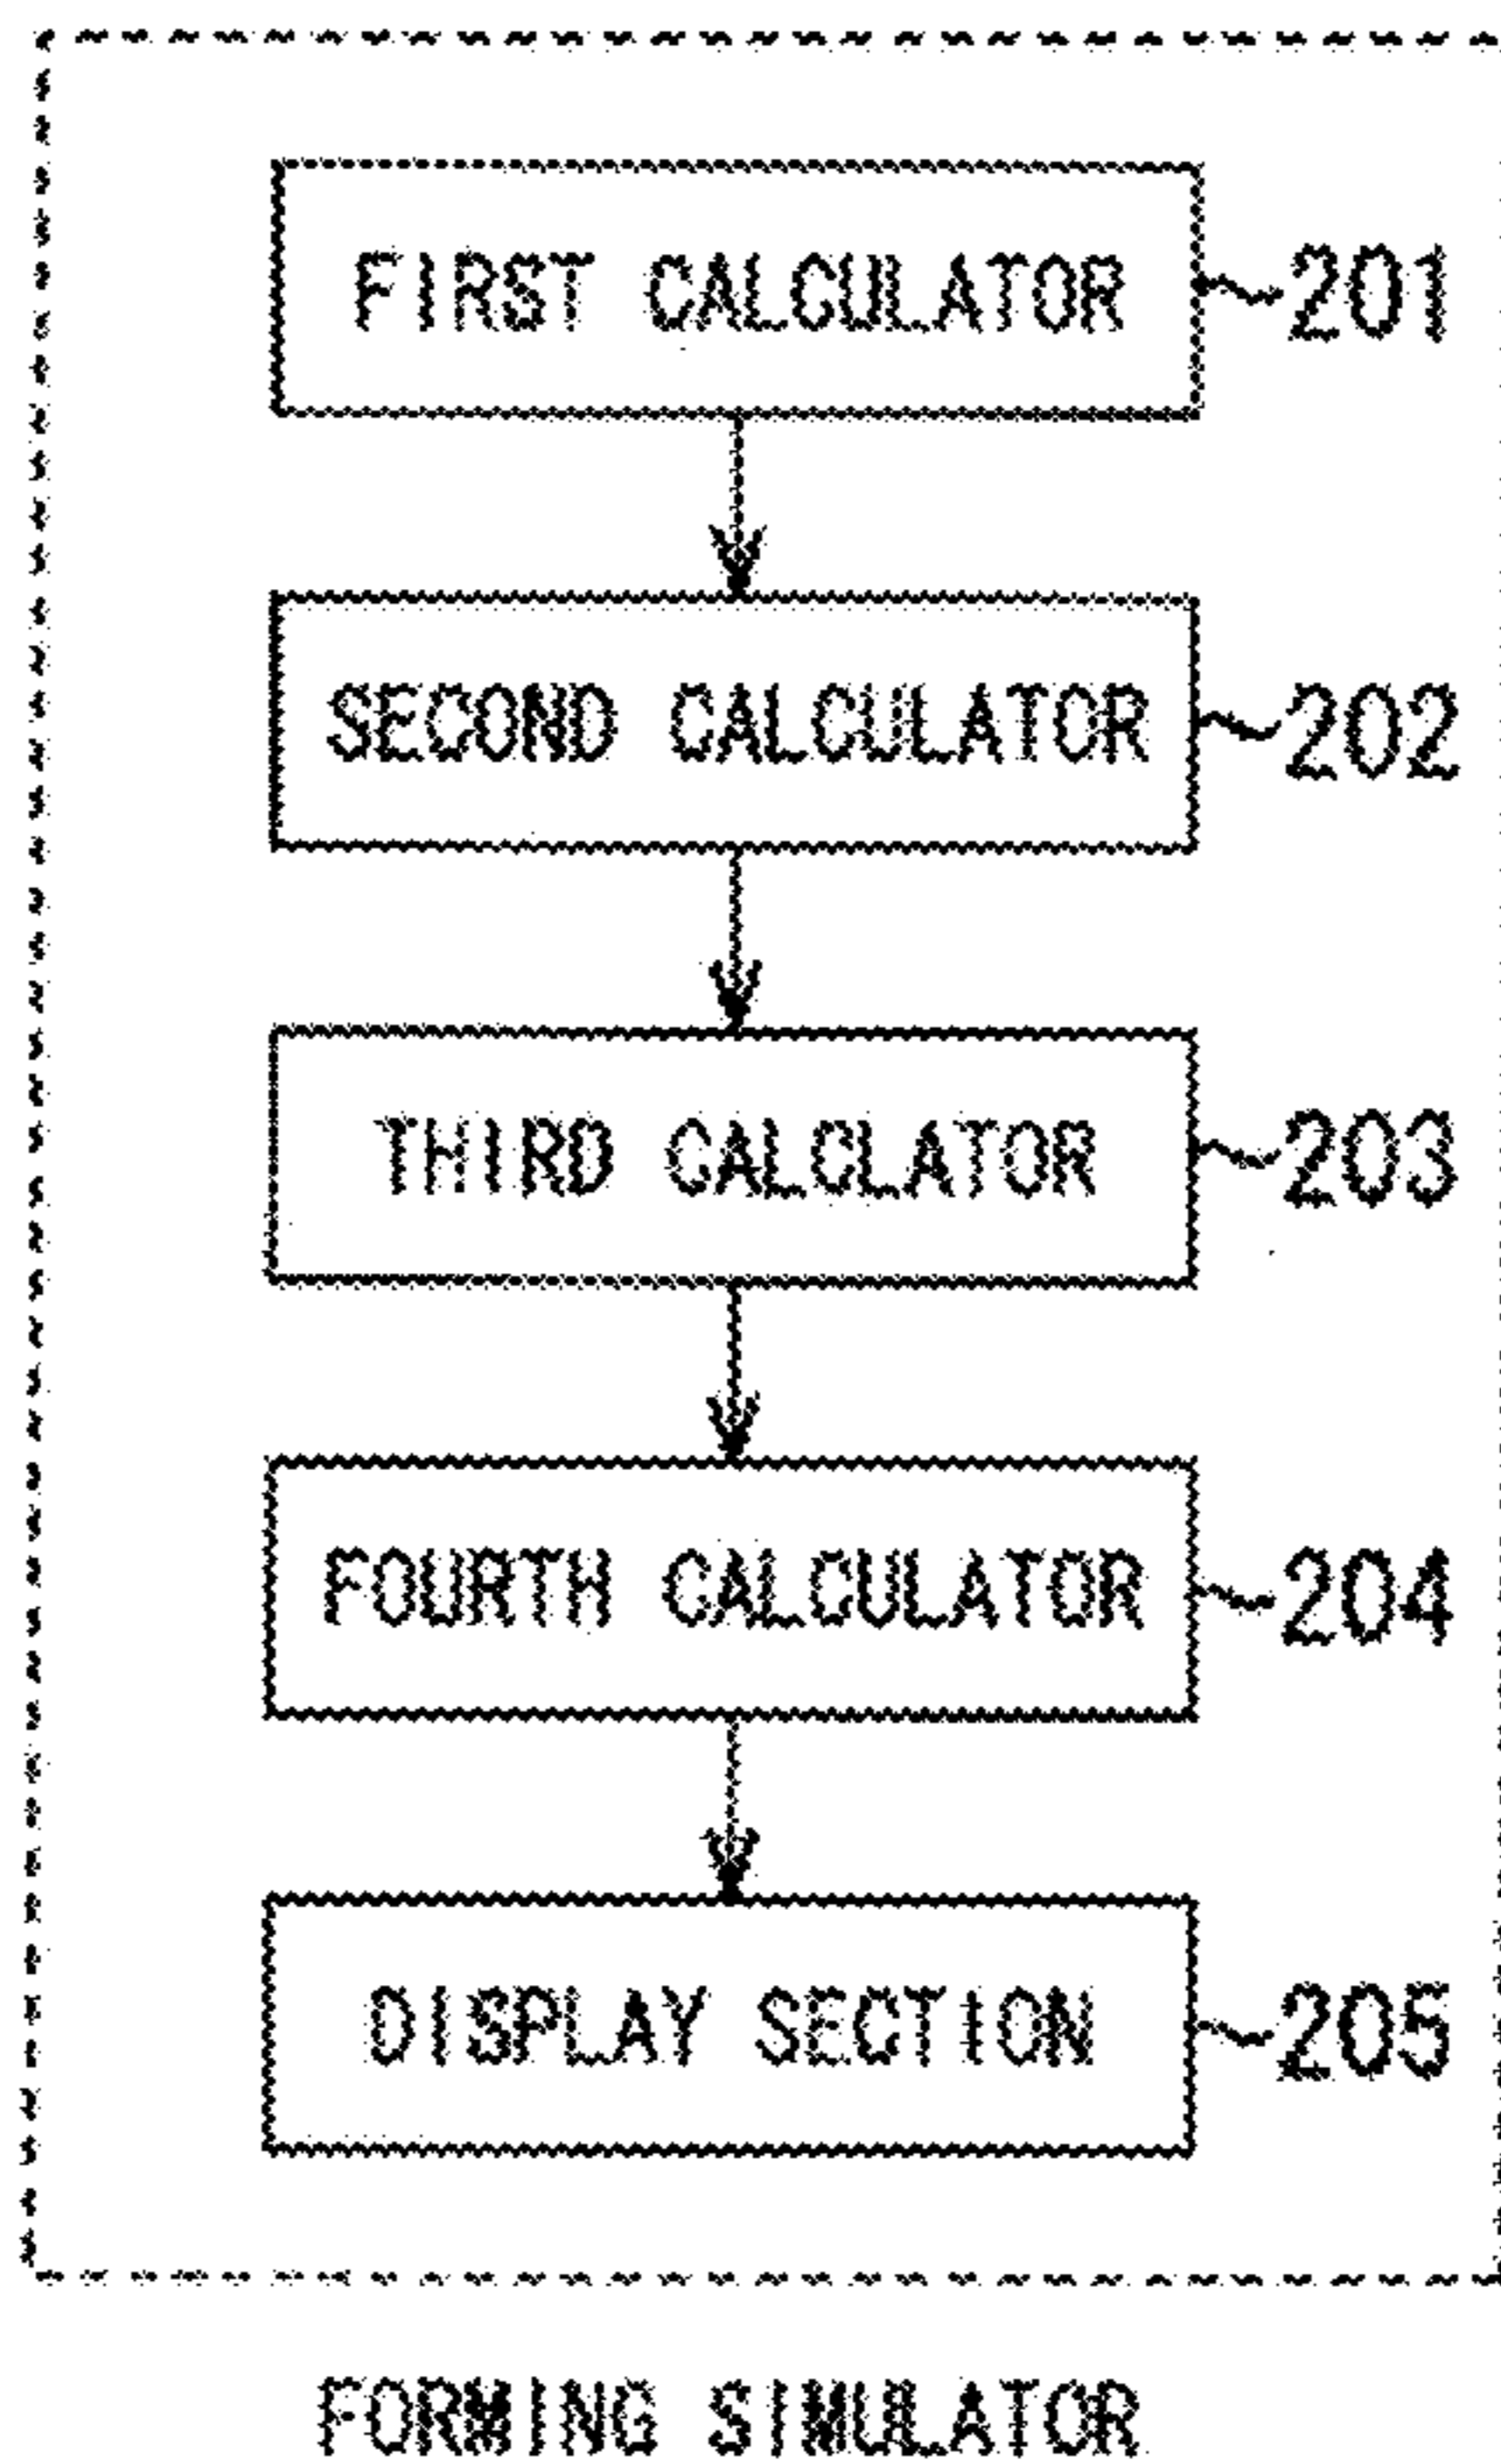 FIRST CALCULATOR 201
SECOND CALCULATOR 202
THIRD CALCLATOR 203
FOURTH CALCULATOR 204
DISPLAY SECTION 205
FORMING SIMULATOR